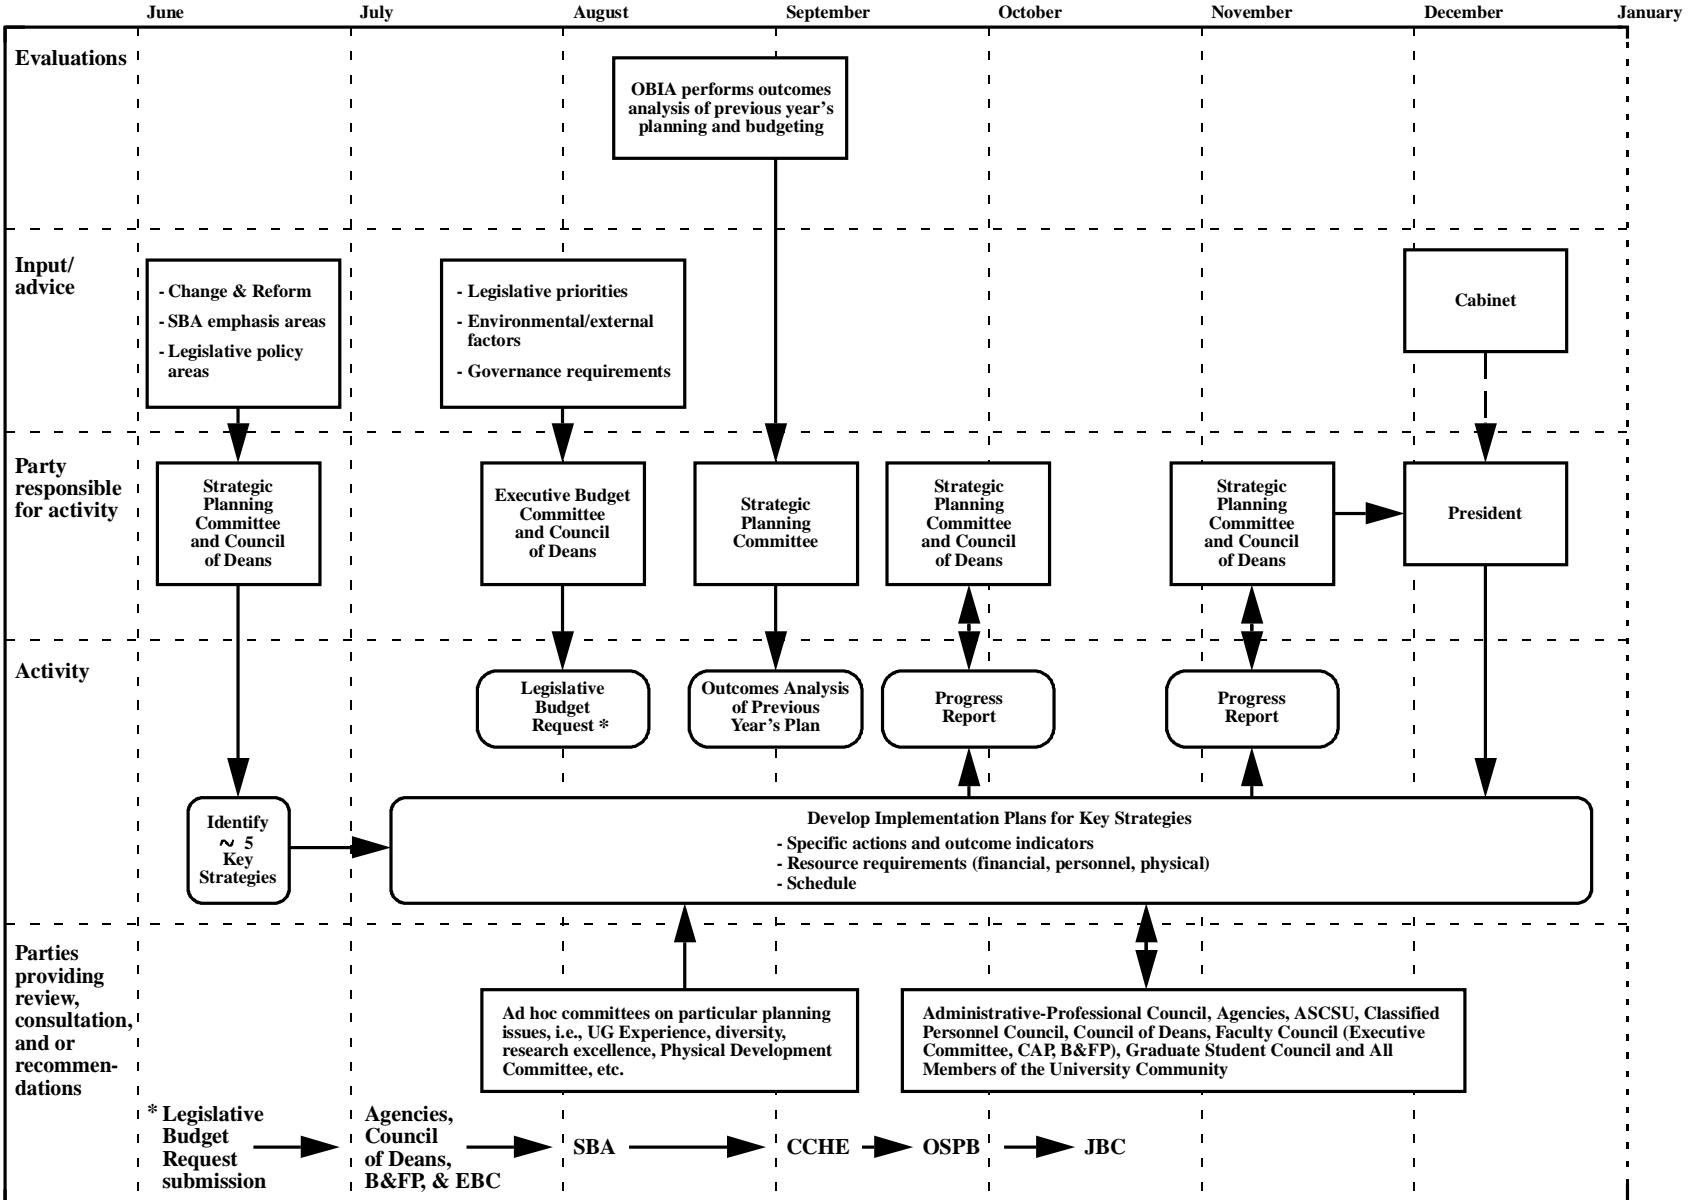 June July August September October November December January
Evaluations
OBIA performs outcomes
analysis of previous year's
planning and budgeting
Input/
advice
- Change & Reform
- SBA emphasis areas
- Legislative policy
areas
- Legislative priorities
- Environmental/external
factors
- Governance requirements
Cabinet
Party
responsible
for activity
Strategic
Planning
Committee
and Council
of Deans
Executive Budget
Committee
and Council
of Deans
Strategic
Planning
Committee
Strategic
Planning
Committee
and Council
of Deans
Strategic
Planning
Committee
and Council
of Deans
President
Activity
Legislative
Budget
Request *
Outcomes Analysis
of Previous
Year's Plan
Progress
Report
Progress
Report
Identify
~ 5
Key
Strategies
Develop Implementation Plans for Key Strategies
- Specific actions and outcome indicators
- Resource requirements (financial, personnel, physical)
- Schedule
Parties
providing
review,
consultation,
and or
recommen-
dations
Ad hoc committees on particular planning
issues, i.e., UG Experience, diversity,
research excellence, Physical Development
Committee, etc.
Administrative-Professional Council, Agencies, ASCSU, Classified
Personnel Council, Council of Deans, Faculty Council (Executive
Committee, CAP, B&FP), Graduate Student Council and All
Members of the University Community
* Legislative
Budget
Request
submission
Agencies,
Council
of Deans,
B&FP, & EBC
SBA
CCHE
OSPB
JBC